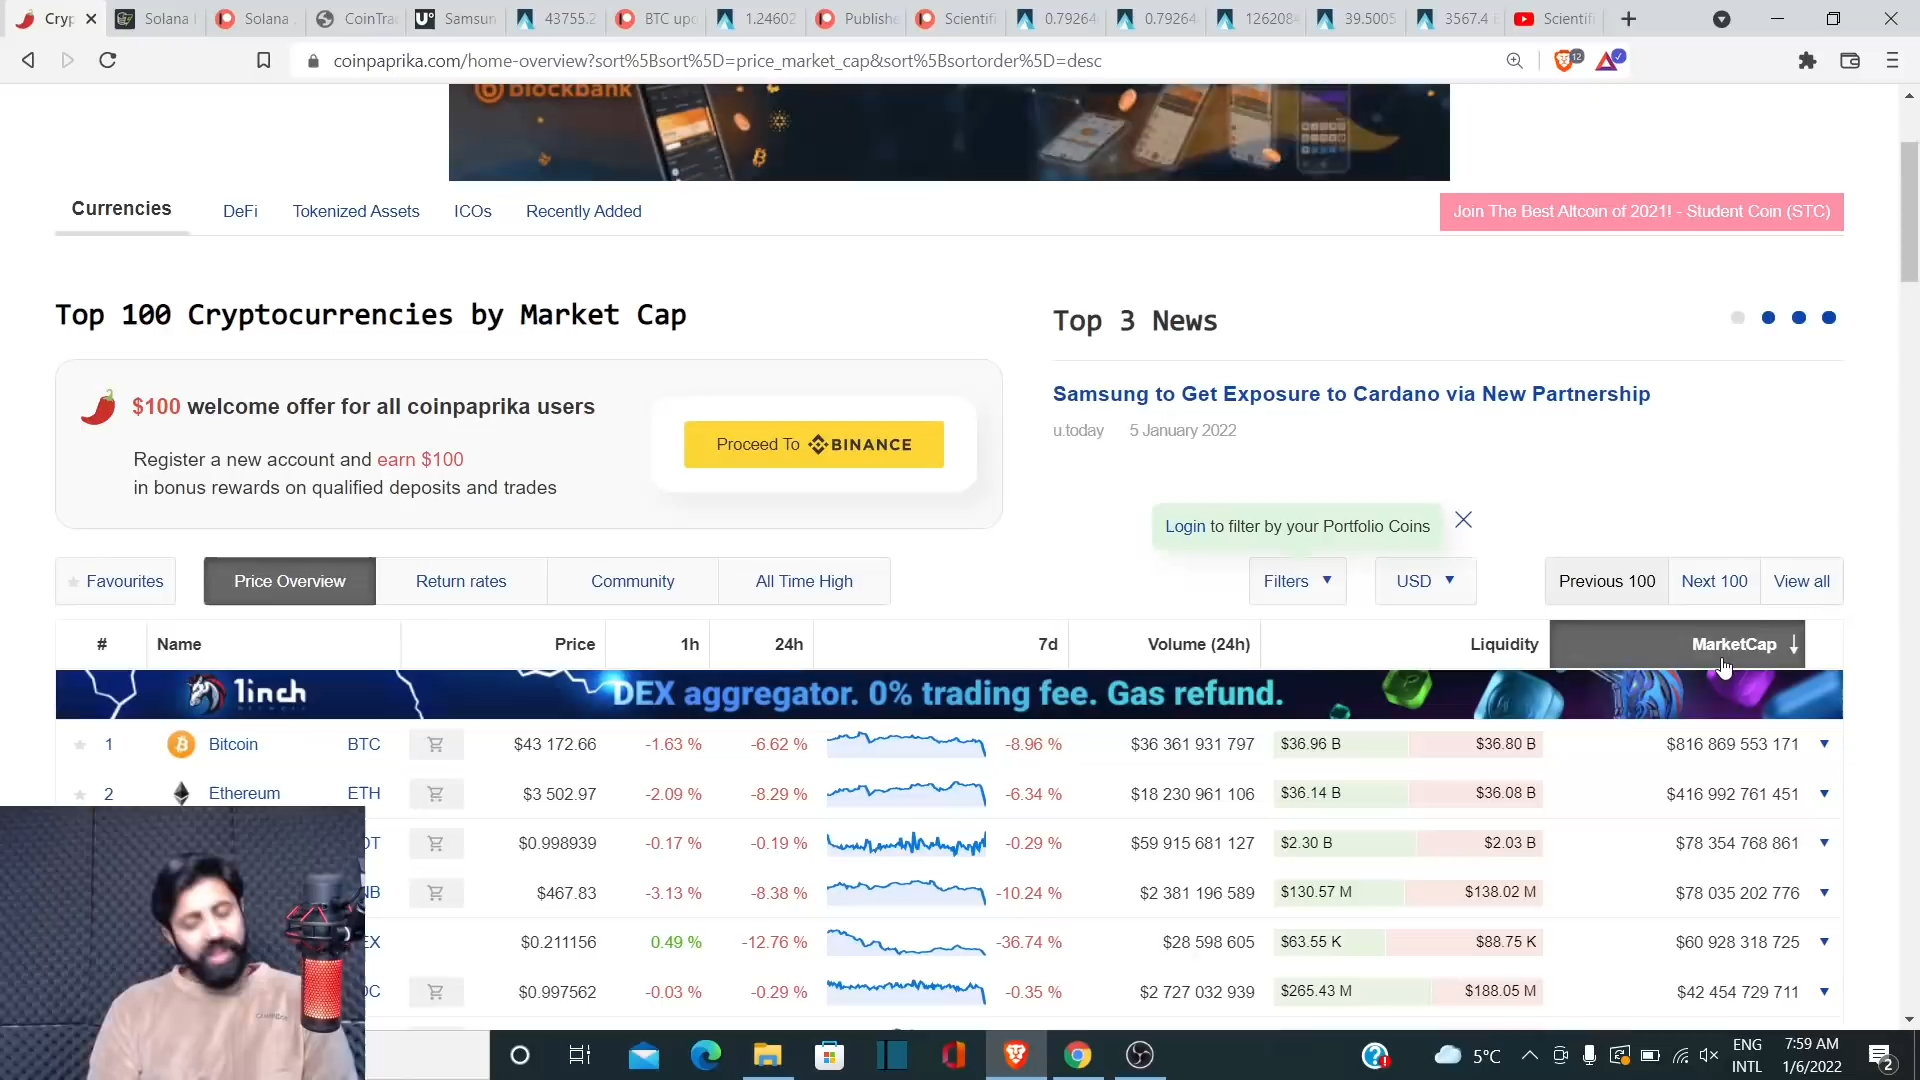 Cryp
Solana
Solana
CoinTra
Samsun
43755.2
BTC upd
1.24602
Publishe
Scientifi
0.79264
0.79264
126208
39.5005
3567.4
Scientifi
coinpaprika.com/home-overview?sort%5Bsort%5D=price_market_cap&sort%5Bsortorder%5D=desc
12
blockbank
Currencies
DeFi
Tokenized Assets
ICOs
Recently Added
Join The Best Altcoin of 2021! - Student Coin (STC)
Top 100 Cryptocurrencies by Market Cap
Top 3 News
$100 welcome offer for all coinpaprika users
Register a new account and earn $100
in bonus rewards on qualified deposits and trades
Proceed To BINANCE
Samsung to Get Exposure to Cardano via New Partnership
u.today 5 January 2022
Login to filter by your Portfolio Coins
Favourites
Price Overview
Return rates
Community
All Time High
Filters
USD
Previous 100
Next 100
View all
# Name Price 1h 24h 7d Volume (24h) Liquidity MarketCap
1inch
NETWORK
DEX aggregator. 0% trading fee. Gas refund.
1 Bitcoin BTC $43 172.66 -1.63 % -6.62 % -8.96 % $36 361 931 797 $36.96 B $36.80 B $816 869 553 171
2 Ethereum ETH $3 502.97 -2.09 % -8.29 % -6.34 % $18 230 961 106 $36.14 B $36.08 B $416 992 761 451
DT $0.998939 -0.17 % -0.19 % -0.29 % $59 915 681 127 $2.30 B $2.03 B $78 354 768 861
NB $467.83 -3.13 % -8.38 % -10.24 % $2 381 196 589 $130.57 M $138.02 M $78 035 202 776
EX $0.211156 0.49 % -12.76 % -36.74 % $28 598 605 $63.55 K $88.75 K $60 928 318 725
DC $0.997562 -0.03 % -0.29 % -0.35 % $2 727 032 939 $265.43 M $188.05 M $42 454 729 711
5°C
ENG
INTL
7:59 AM
1/6/2022
2